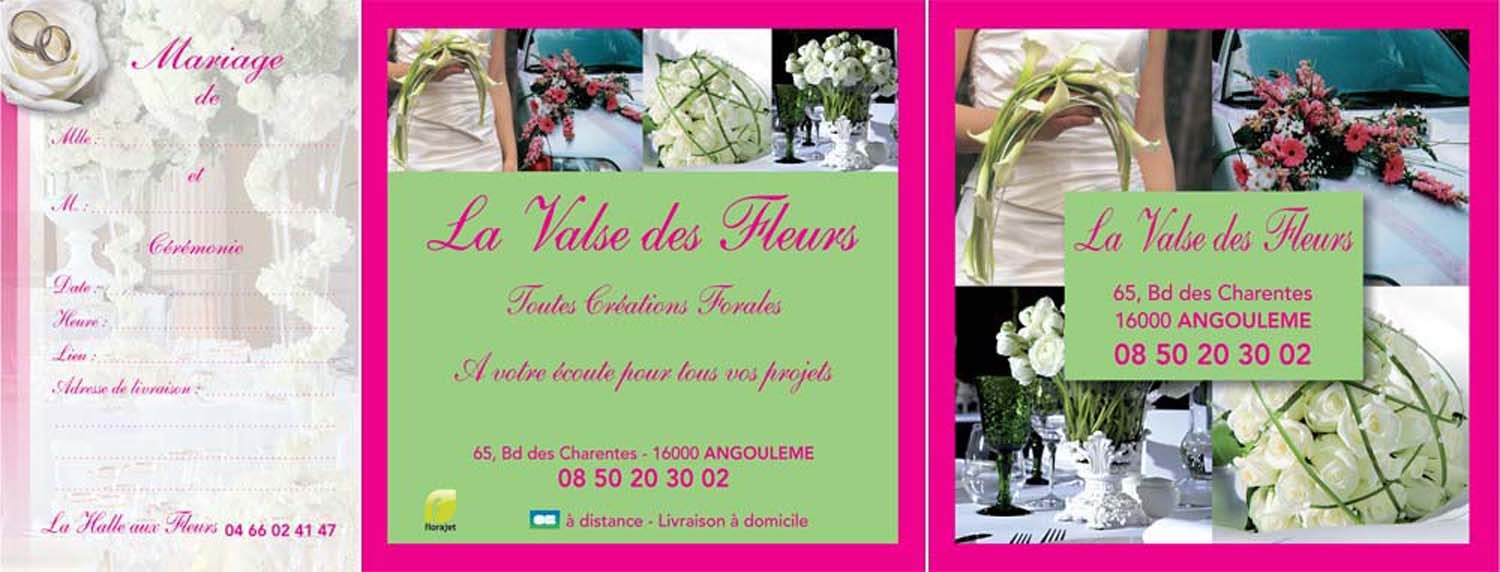 Mariage
de
Mlle :
et
M. :
Cérémonie
Date :
Heure :
Lieu :
Adresse de livraison :
La Halle aux Fleurs 04 66 02 41 47
La Valse des Fleurs
Toutes Créations Forales
A votre écoute pour tous vos projets
65, Bd des Charentes - 16000 ANGOULEME
08 50 20 30 02
florajet
CB à distance - Livraison à domicile
La Valse des Fleurs
65, Bd des Charentes
16000 ANGOULEME
08 50 20 30 02